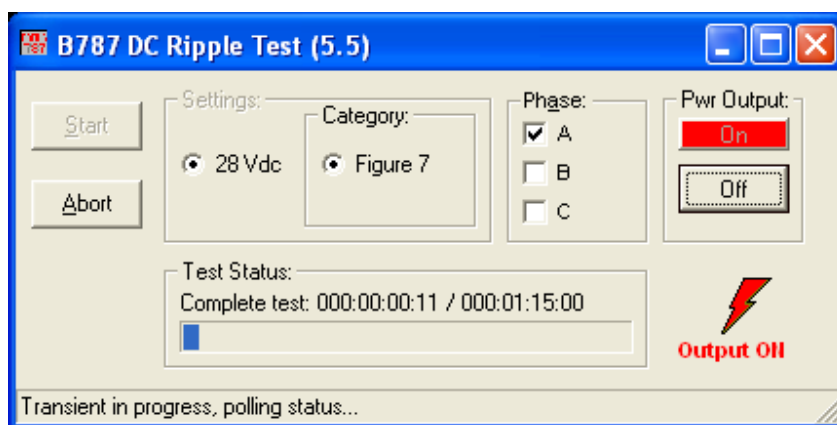 B787 DC Ripple Test (5.5)
Start
Abort
Settings:
28 Vdc
Category:
Figure 7
Phase:
A
B
C
Pwr Output:
On
Off
Test Status:
Complete test: 000:00:00:11 / 000:01:15:00
Output ON
Transient in progress, polling status...